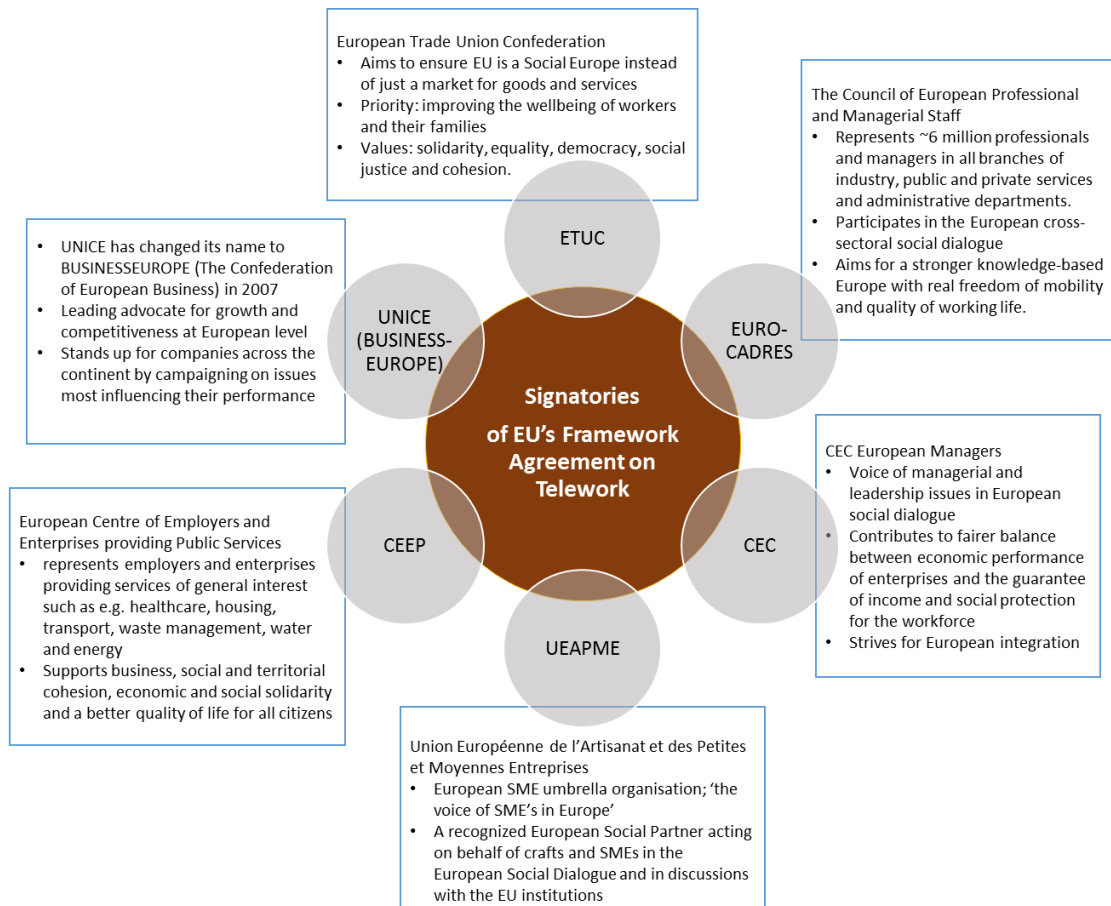 European Trade Union Confederation
• Aims to ensure EU is a Social Europe instead
of just a market for goods and services
• Priority: improving the wellbeing of workers
and their families
• Values: solidarity, equality, democracy, social
justice and cohesion.
ETUC
The Council of European Professional
and Managerial Staff
• Represents ~6 million professionals
and managers in all branches of
industry, public and private services
and administrative departments.
• Participates in the European cross-
sectoral social dialogue
• Aims for a stronger knowledge-based
Europe with real freedom of mobility
and quality of working life.
EURO-
CADRES
• UNICE has changed its name to
BUSINESSEUROPE (The Confederation
of European Business) in 2007
• Leading advocate for growth and
competitiveness at European level
• Stands up for companies across the
continent by campaigning on issues
most influencing their performance
UNICE
(BUSINESS-
EUROPE)
Signatories
of EU's Framework
Agreement on
Telework
CEC European Managers
• Voice of managerial and
leadership issues in European
social dialogue
• Contributes to fairer balance
between economic performance
of enterprises and the guarantee
of income and social protection
for the workforce
• Strives for European integration
CEC
European Centre of Employers and
Enterprises providing Public Services
• represents employers and enterprises
providing services of general interest
such as e.g. healthcare, housing,
transport, waste management, water
and energy
• Supports business, social and territorial
cohesion, economic and social solidarity
and a better quality of life for all citizens
CEEP
UEAPME
Union Européenne de l'Artisanat et des Petites
et Moyennes Entreprises
• European SME umbrella organisation; 'the
voice of SME's in Europe'
• A recognized European Social Partner acting
on behalf of crafts and SMEs in the
European Social Dialogue and in discussions
with the EU institutions